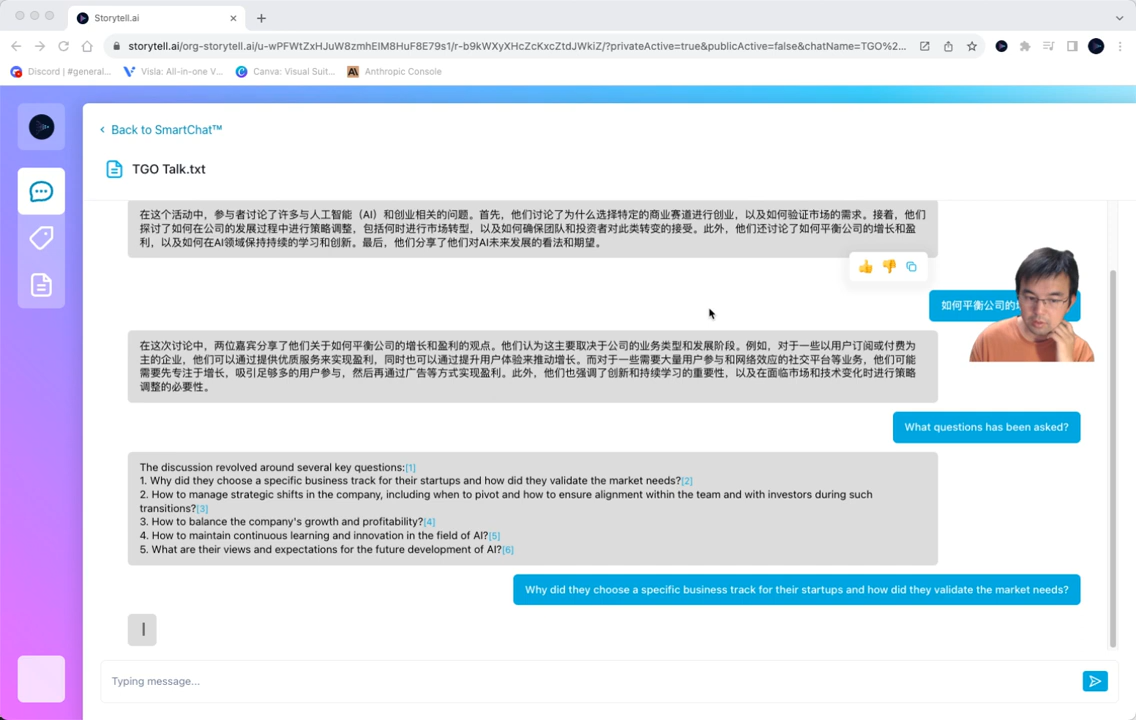 Storytell.ai
storytell.ai/org-storytell.ai/u-wPFWtZxHJuW8zmhEIM8HuF8E79s1/r-b9kWXyXHcZcKxcZtdJWkiZ/?privateActive=true&publicActive=false&chatName=TGO%2...
Discord | #general... Visla: All-in-one V... Canva: Visual Suit... Anthropic Console
Back to SmartChat™
TGO Talk.txt
在这个活动中，参与者讨论了许多与人工智能（AI）和创业相关的问题。首先，他们讨论了为什么选择特定的商业赛道进行创业，以及如何验证市场的需求。接着，他们
探讨了如何在公司的发展过程中进行策略调整，包括何时进行市场转型，以及如何确保团队和投资者对此类转变的接受。此外，他们还讨论了如何平衡公司的增长和盈
利，以及如何在AI领域保持持续的学习和创新。最后，他们分享了他们对AI未来发展的看法和期望。
如何平衡公司的
在这次讨论中，两位嘉宾分享了他们关于如何平衡公司的增长和盈利的观点。他们认为这主要取决于公司的业务类型和发展阶段。例如，对于一些以用户订阅或付费为
主的企业，他们可以通过提供优质服务来实现盈利，同时也可以通过提升用户体验来推动增长。而对于一些需要大量用户参与和网络效应的社交平台等业务，他们可能
需要先专注于增长，吸引足够多的用户参与，然后再通过广告等方式实现盈利。此外，他们也强调了创新和持续学习的重要性，以及在面临市场和技术变化时进行策略
调整的必要性。
What questions has been asked?
The discussion revolved around several key questions:[1]
1. Why did they choose a specific business track for their startups and how did they validate the market needs?[2]
2. How to manage strategic shifts in the company, including when to pivot and how to ensure alignment within the team and with investors during such
transitions?[3]
3. How to balance the company's growth and profitability?[4]
4. How to maintain continuous learning and innovation in the field of AI?[5]
5. What are their views and expectations for the future development of AI?[6]
Why did they choose a specific business track for their startups and how did they validate the market needs?
Typing message...